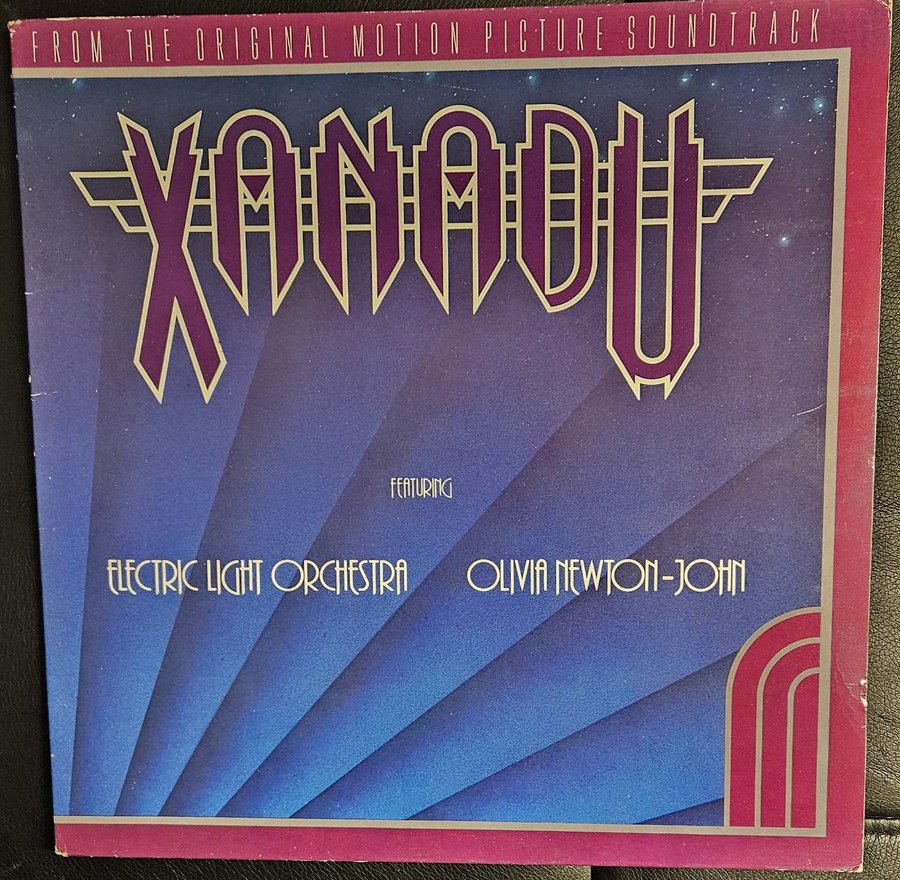 FROM THE ORIGINAL MOTION PICTURE SOUNDTRACK
XANADU
FEATURING
ELECTRIC LIGHT ORCHESTRA OLIVIA NEWTON-JOHN